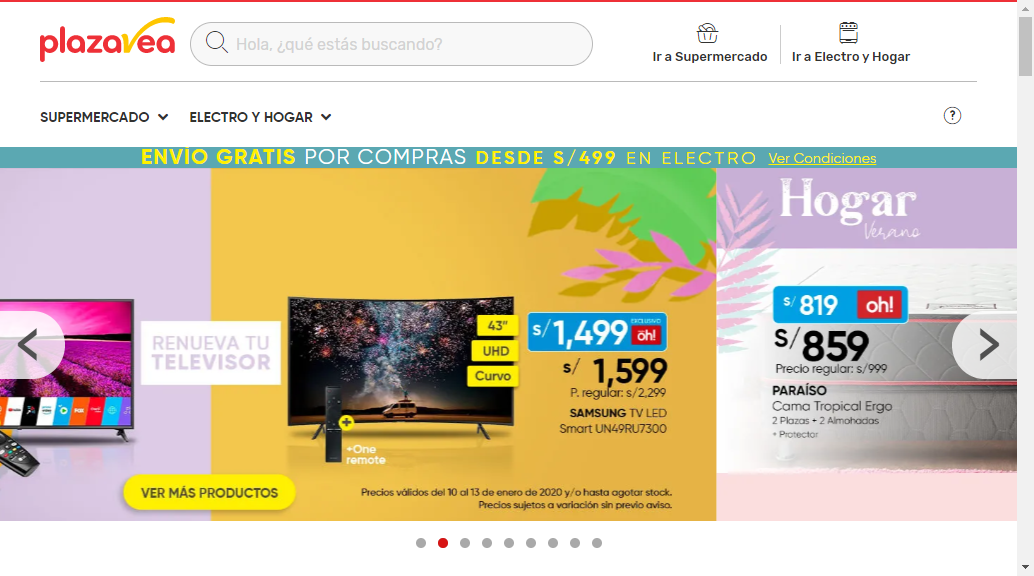 plazavea
Hola, ¿qué estás buscando?
Ir a Supermercado
Ir a Electro y Hogar
SUPERMERCADO
ELECTRO Y HOGAR
?
ENVÍO GRATIS POR COMPRAS DESDE S/499 EN ELECTRO Ver Condiciones
RENUEVA TU
TELEVISOR
43"
UHD
Curvo
+One
remote
S/ 1,499 EXCLUSIVO oh!
S/ 1,599
P. regular: s/2,299
SAMSUNG TV LED
Smart UN49RU7300
VER MÁS PRODUCTOS
Precios válidos del 10 al 13 de enero de 2020 y/o hasta agotar stock.
Precios sujetos a variación sin previo aviso.
Hogar
Verano
S/ 819 oh!
S/ 859
Precio regular: s/999
PARAÍSO
Cama Tropical Ergo
2 Plazas + 2 Almohadas
+ Protector